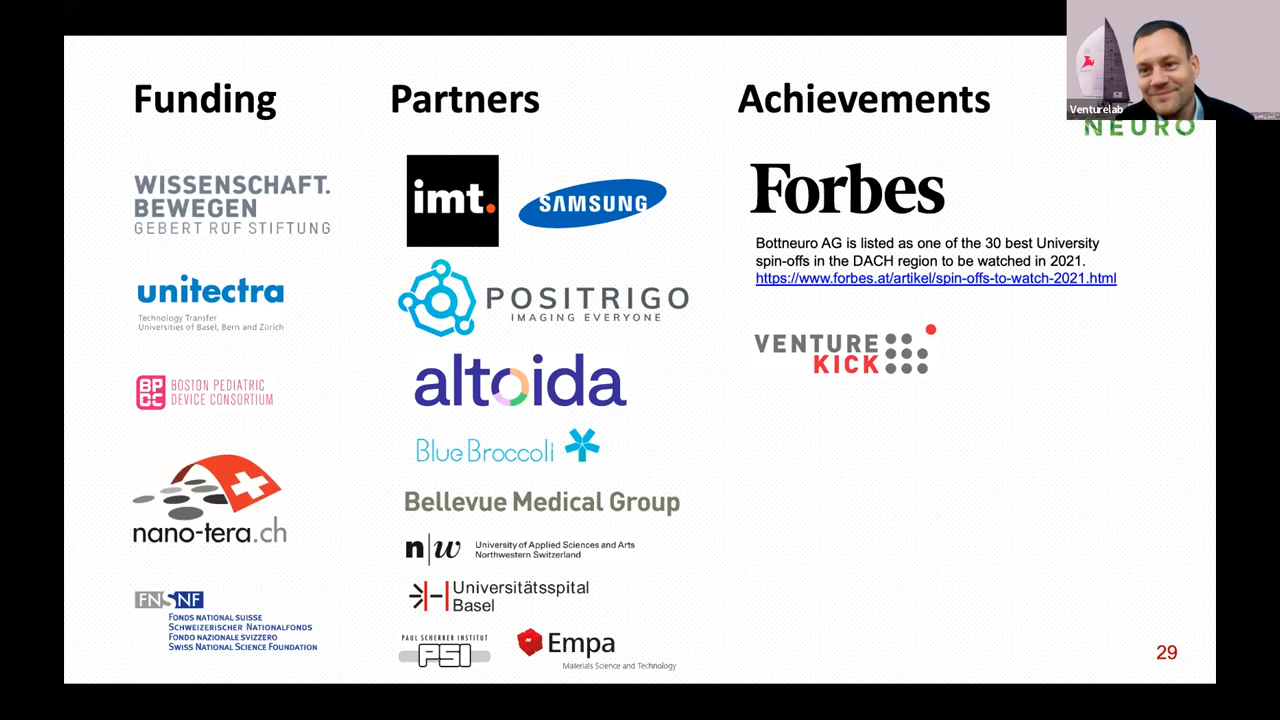 Funding
Partners
Achievements
Venturelab
NEURO
WISSENSCHAFT.
BEWEGEN
GEBERT RÜF STIFTUNG
unitectra
Technology Transfer
Universities of Basel, Bern and Zürich
BP
DC
BOSTON PEDIATRIC
DEVICE CONSORTIUM
nano-tera.ch
FNSNF
FONDS NATIONAL SUISSE
SCHWEIZERISCHER NATIONALFONDS
FONDO NAZIONALE SVIZZERO
SWISS NATIONAL SCIENCE FOUNDATION
imt.
SAMSUNG
POSITRIGO
IMAGING EVERYONE
altoida
BlueBroccoli
Bellevue Medical Group
n|w
University of Applied Sciences and Arts
Northwestern Switzerland
Universitätsspital
Basel
PAUL SCHERRER INSTITUT
PSI
Empa
Materials Science and Technology
Forbes
Bottneuro AG is listed as one of the 30 best University
spin-offs in the DACH region to be watched in 2021.
https://www.forbes.at/artikel/spin-offs-to-watch-2021.html
VENTURE
KICK
29